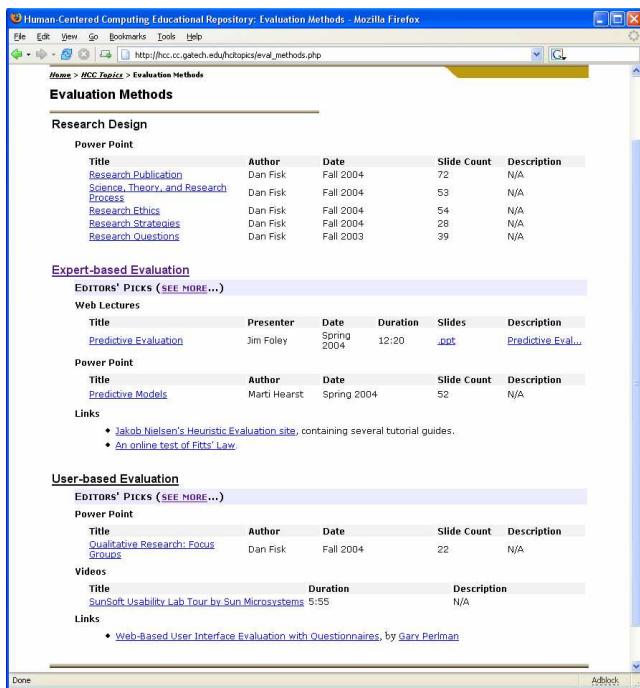 Human-Centered Computing Educational Repository: Evaluation Methods - Mozilla Firefox
File Edit View Go Bookmarks Tools Help
http://hcc.cc.gatech.edu/hcitopics/eval_methods.php
Home > HCC Topics > Evaluation Methods
Evaluation Methods
Research Design
Power Point
Title Author Date Slide Count Description
Research Publication Dan Fisk Fall 2004 72 N/A
Science, Theory, and Research
Process Dan Fisk Fall 2004 53 N/A
Research Ethics Dan Fisk Fall 2004 54 N/A
Research Strategies Dan Fisk Fall 2004 28 N/A
Research Questions Dan Fisk Fall 2003 39 N/A
Expert-based Evaluation
EDITORS' PICKS (SEE MORE...)
Web Lectures
Title Presenter Date Duration Slides Description
Predictive Evaluation Jim Foley Spring 2004 12:20 .ppt Predictive Eval...
Power Point
Title Author Date Slide Count Description
Predictive Models Marti Hearst Spring 2004 52 N/A
Links
• Jakob Nielsen's Heuristic Evaluation site, containing several tutorial guides.
• An online test of Fitts' Law.
User-based Evaluation
EDITORS' PICKS (SEE MORE...)
Power Point
Title Author Date Slide Count Description
Qualitative Research: Focus
Groups Dan Fisk Fall 2004 22 N/A
Videos
Title Duration Description
SunSoft Usability Lab Tour by Sun Microsystems 5:55 N/A
Links
• Web-Based User Interface Evaluation with Questionnaires, by Gary Perlman
Done Adblock